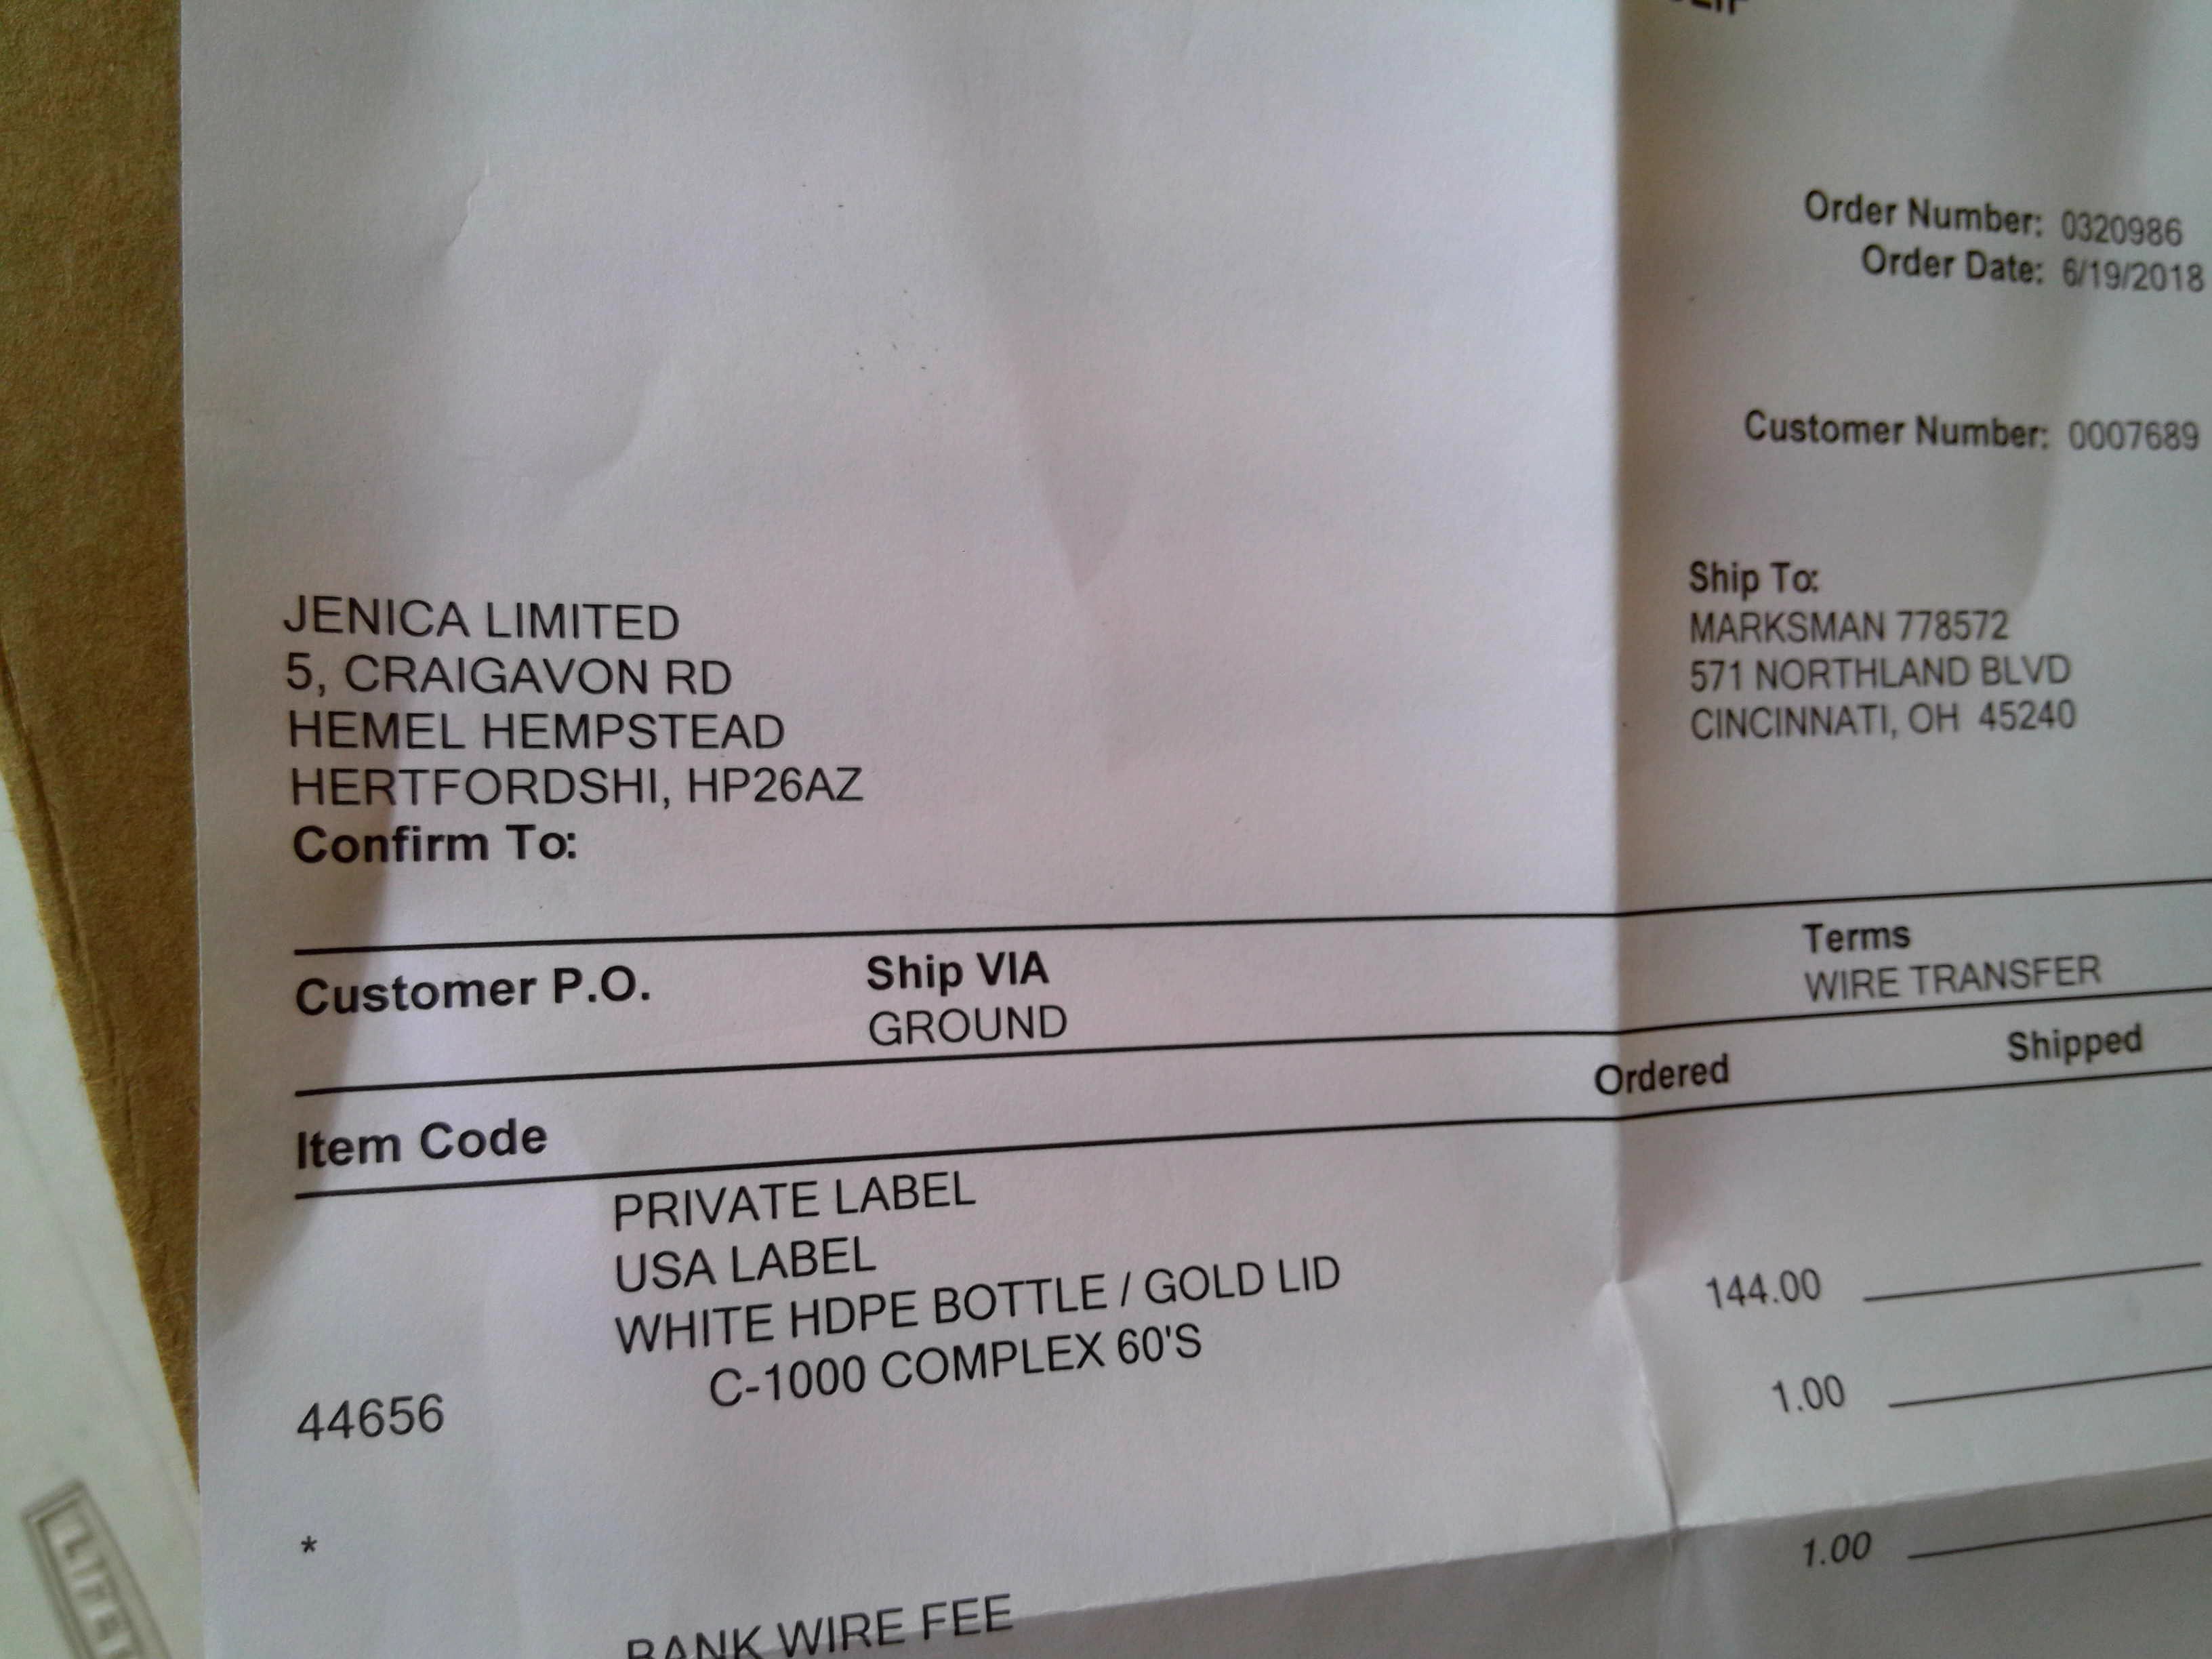 Order Number: 0320986
Order Date: 6/19/2018
Customer Number: 0007689
JENICA LIMITED
5, CRAIGAVON RD
HEMEL HEMPSTEAD
HERTFORDSHI, HP26AZ
Confirm To:
Ship To:
MARKSMAN 778572
571 NORTHLAND BLVD
CINCINNATI, OH 45240
Customer P.O.
Ship VIA
GROUND
Terms
WIRE TRANSFER
Item Code
Ordered
Shipped
PRIVATE LABEL
USA LABEL
WHITE HDPE BOTTLE / GOLD LID
44656 C-1000 COMPLEX 60'S 144.00
1.00
* 1.00
BANK WIRE FEE